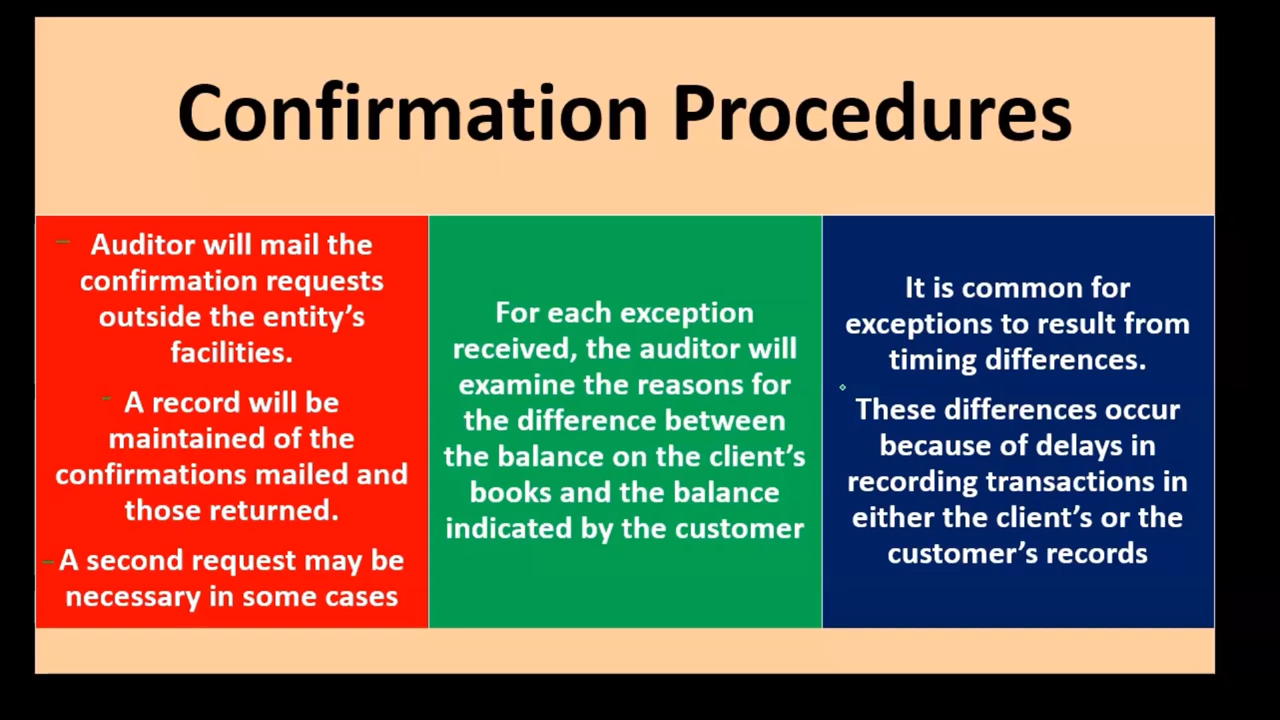 Confirmation Procedures
Auditor will mail the
confirmation requests
outside the entity’s
facilities.
A record will be
maintained of the
confirmations mailed and
those returned.
A second request may be
necessary in some cases
For each exception
received, the auditor will
examine the reasons for
the difference between
the balance on the client’s
books and the balance
indicated by the customer
It is common for
exceptions to result from
timing differences.
These differences occur
because of delays in
recording transactions in
either the client’s or the
customer’s records